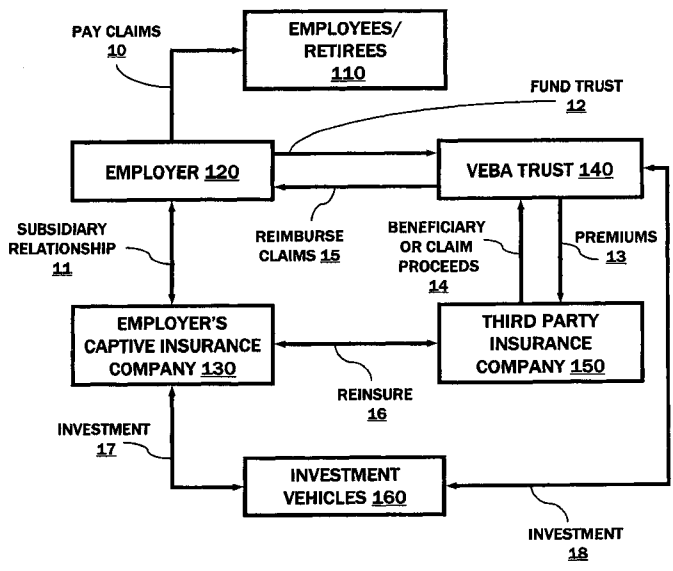 PAY CLAIMS
10
EMPLOYEES/
RETIREES
110
FUND TRUST
12
EMPLOYER 120
VEBA TRUST 140
SUBSIDIARY
RELATIONSHIP
11
REIMBURSE
CLAIMS 15
BENEFICIARY
OR CLAIM
PROCEEDS
14
PREMIUMS
13
EMPLOYER'S
CAPTIVE INSURANCE
COMPANY 130
THIRD PARTY
INSURANCE
COMPANY 150
REINSURE
16
INVESTMENT
17
INVESTMENT
VEHICLES 160
INVESTMENT
18